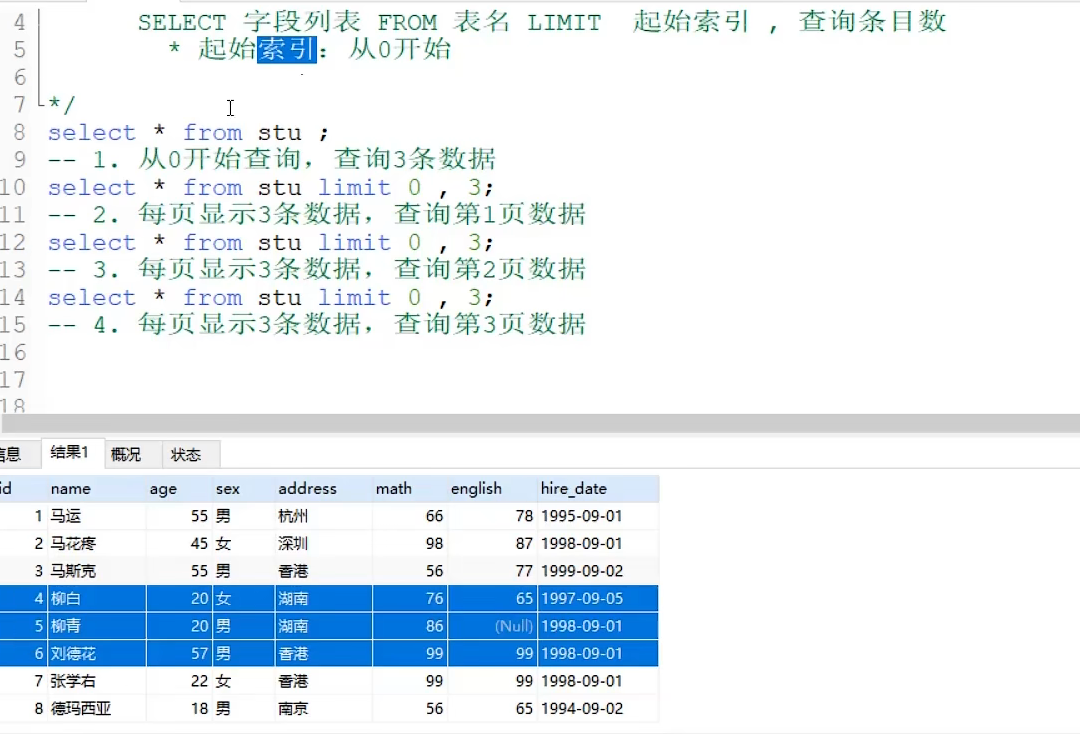 4 SELECT 字段列表 FROM 表名 LIMIT 起始索引 , 查询条目数
5 * 起始索引: 从0开始
6
7 */
8 select * from stu ;
9 -- 1. 从0开始查询，查询3条数据
10 select * from stu limit 0 , 3;
11 -- 2. 每页显示3条数据，查询第1页数据
12 select * from stu limit 0 , 3;
13 -- 3. 每页显示3条数据，查询第2页数据
14 select * from stu limit 0 , 3;
15 -- 4. 每页显示3条数据，查询第3页数据
16
17
18
信息 结果1 概况 状态
id name age sex address math english hire_date
1 马运 55 男 杭州 66 78 1995-09-01
2 马花疼 45 女 深圳 98 87 1998-09-01
3 马斯克 55 男 香港 56 77 1999-09-02
4 柳白 20 女 湖南 76 65 1997-09-05
5 柳青 20 男 湖南 86 (Null) 1998-09-01
6 刘德花 57 男 香港 99 99 1998-09-01
7 张学右 22 女 香港 99 99 1998-09-01
8 德玛西亚 18 男 南京 56 65 1994-09-02